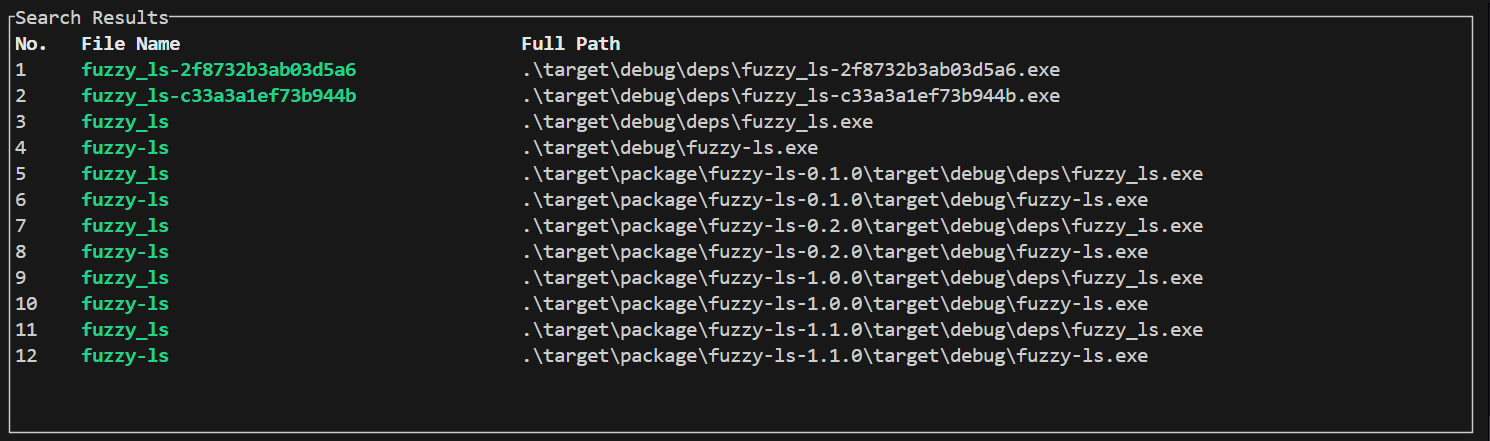 Search Results
No. File Name Full Path
1 fuzzy_ls-2f8732b3ab03d5a6 .\target\debug\deps\fuzzy_ls-2f8732b3ab03d5a6.exe
2 fuzzy_ls-c33a3a1ef73b944b .\target\debug\deps\fuzzy_ls-c33a3a1ef73b944b.exe
3 fuzzy_ls .\target\debug\deps\fuzzy_ls.exe
4 fuzzy-ls .\target\debug\fuzzy-ls.exe
5 fuzzy_ls .\target\package\fuzzy-ls-0.1.0\target\debug\deps\fuzzy_ls.exe
6 fuzzy-ls .\target\package\fuzzy-ls-0.1.0\target\debug\fuzzy-ls.exe
7 fuzzy_ls .\target\package\fuzzy-ls-0.2.0\target\debug\deps\fuzzy_ls.exe
8 fuzzy-ls .\target\package\fuzzy-ls-0.2.0\target\debug\fuzzy-ls.exe
9 fuzzy_ls .\target\package\fuzzy-ls-1.0.0\target\debug\deps\fuzzy_ls.exe
10 fuzzy-ls .\target\package\fuzzy-ls-1.0.0\target\debug\fuzzy-ls.exe
11 fuzzy_ls .\target\package\fuzzy-ls-1.1.0\target\debug\deps\fuzzy_ls.exe
12 fuzzy-ls .\target\package\fuzzy-ls-1.1.0\target\debug\fuzzy-ls.exe